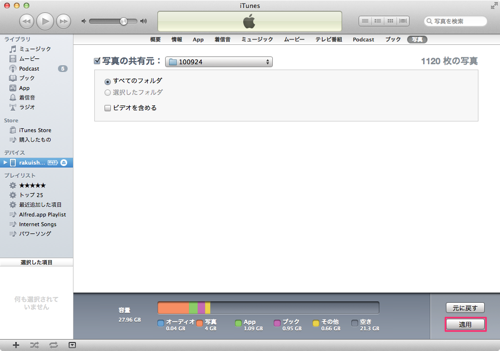 iTunes
写真を検索
概要 情報 App 着信音 ミュージック ムービー テレビ番組 Podcast ブック 写真
ライブラリ
ミュージック
ムービー
Podcast
ブック
App
着信音
ラジオ
Store
iTunes Store
購入したもの
デバイス
rakuish...
プレイリスト
★★★★★
トップ 25
最近追加した項目
Alfred.app Playlist
Internet Songs
パワーソング
選択した項目
何も選択されて
いません
写真の共有元： 100924 1120 枚の写真
すべてのフォルダ
選択したフォルダ
ビデオを含める
容量
27.96 GB
オーディオ 写真 App ブック その他 空き
0.04 GB 4 GB 1.09 GB 0.95 GB 0.66 GB 21.3 GB
元に戻す
適用